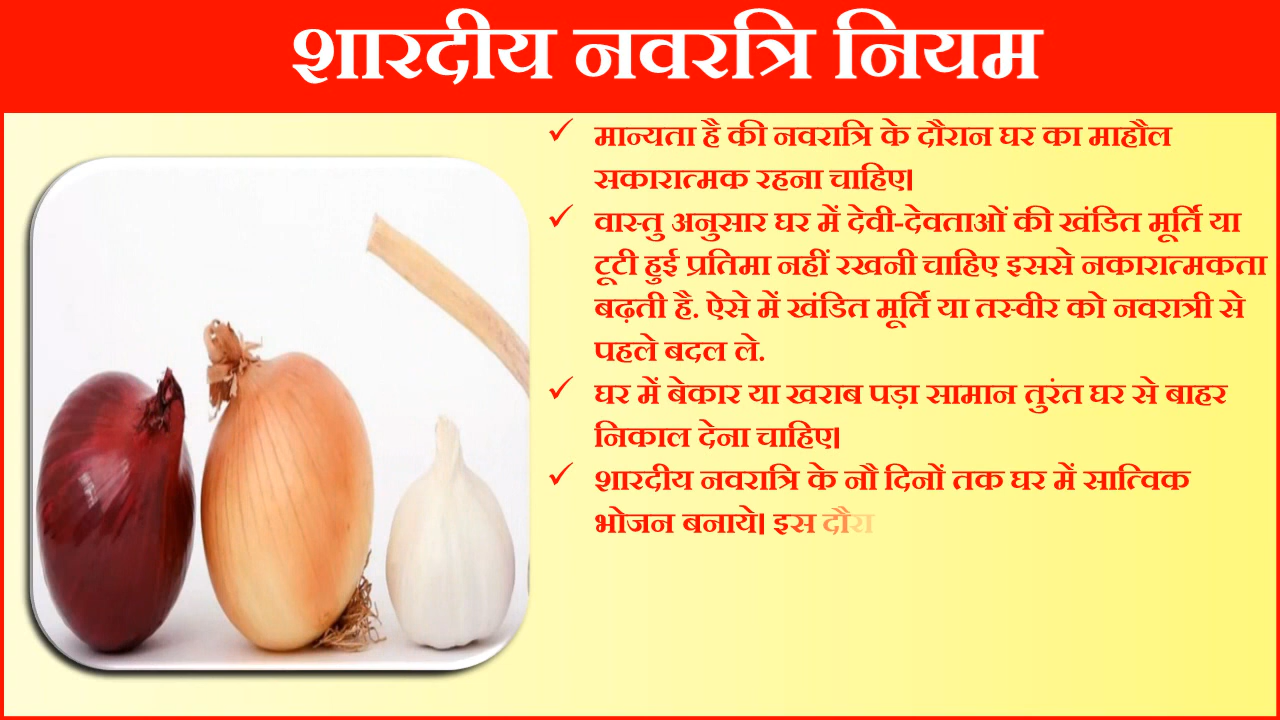 शारदीय नवरत्रि नियम
✓ मान्यता है की नवरात्रि के दौरान घर का माहौल
सकारात्मक रहना चाहिए।
✓ वास्तु अनुसार घर में देवी-देवताओं की खंडित मूर्ति या
टूटी हुई प्रतिमा नहीं रखनी चाहिए इससे नकारात्मकता
बढ़ती है. ऐसे में खंडित मूर्ति या तस्वीर को नवरात्री से
पहले बदल ले.
✓ घर में बेकार या खराब पड़ा सामान तुरंत घर से बाहर
निकाल देना चाहिए।
✓ शारदीय नवरात्रि के नौ दिनों तक घर में सात्विक
भोजन बनाये। इस दौरा